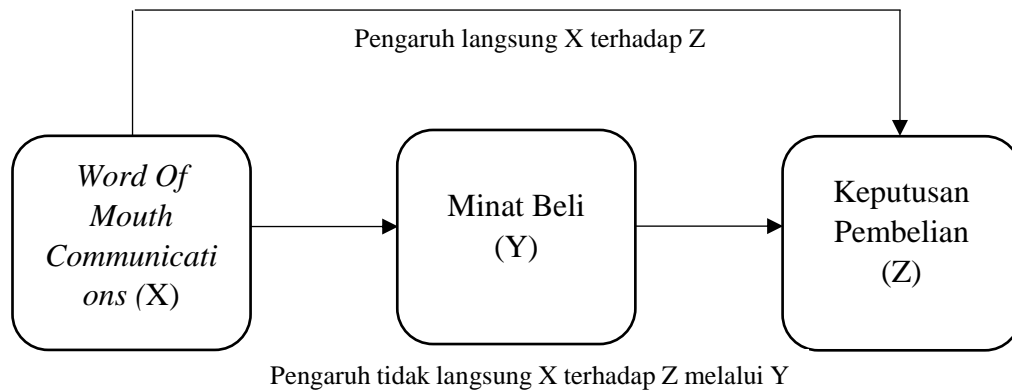 Pengaruh langsung X terhadap Z
Word Of
Mouth
Communicati
ons (X)
Minat Beli
(Y)
Keputusan
Pembelian
(Z)
Pengaruh tidak langsung X terhadap Z melalui Y